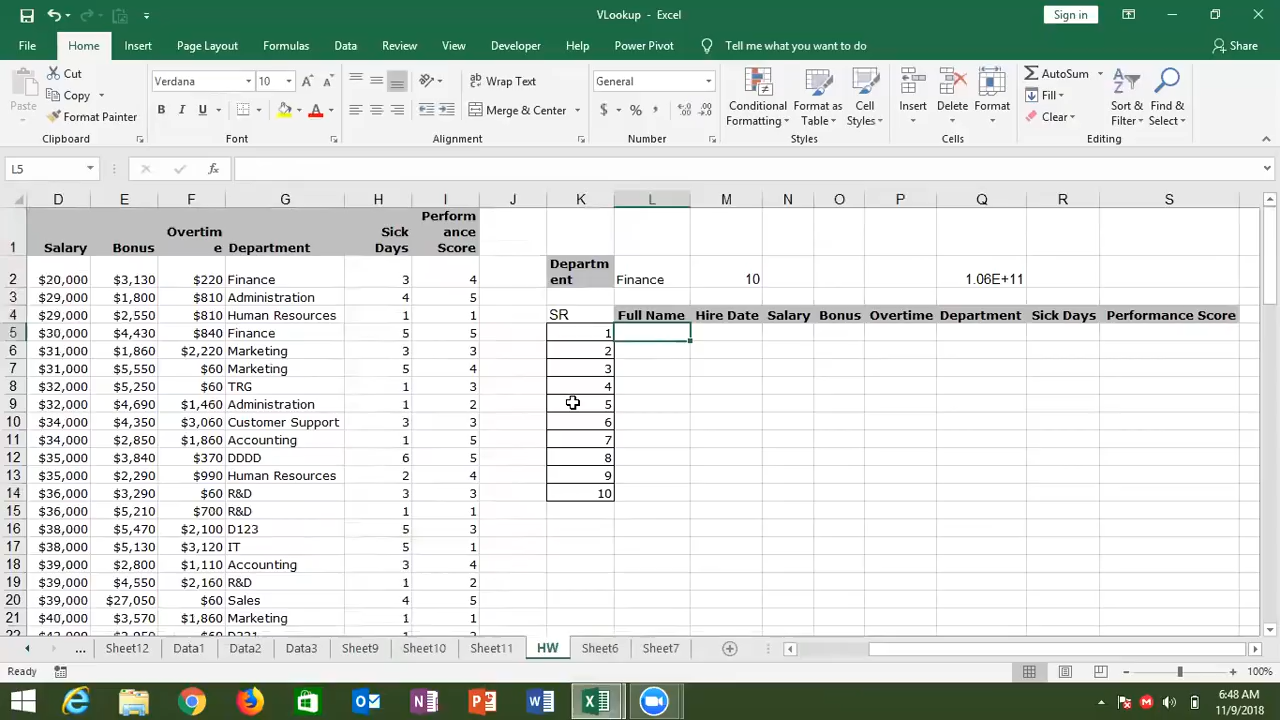 VLookup - Excel
Sign in
File Home Insert Page Layout Formulas Data Review View Developer Help Power Pivot Tell me what you want to do Share
Paste Cut Copy Format Painter Clipboard
Verdana 10 A A B I U A Font
Wrap Text Merge & Center Alignment
General $ % , Number
Conditional Formatting Format as Table Cell Styles Styles
Insert Delete Format Cells
AutoSum Fill Clear Sort & Filter Find & Select Editing
L5 fx
D E F G H I J K L M N O P Q R S
1 Salary Bonus Overtime Department Sick Days Performance Score
2 $20,000 $3,130 $220 Finance 3 4 Department Finance 10 1.06E+11
3 $29,000 $1,800 $810 Administration 4 5
4 $29,000 $2,550 $810 Human Resources 1 1 SR Full Name Hire Date Salary Bonus Overtime Department Sick Days Performance Score
5 $30,000 $4,430 $840 Finance 5 5 1
6 $31,000 $1,860 $2,220 Marketing 3 3 2
7 $31,000 $5,550 $60 Marketing 5 4 3
8 $32,000 $5,250 $60 TRG 1 3 4
9 $32,000 $4,690 $1,460 Administration 1 2 5
10 $34,000 $4,350 $3,060 Customer Support 3 3 6
11 $34,000 $2,850 $1,860 Accounting 1 5 7
12 $35,000 $3,840 $370 DDDD 6 5 8
13 $35,000 $2,290 $990 Human Resources 2 4 9
14 $36,000 $3,290 $60 R&D 3 3 10
15 $36,000 $5,210 $700 R&D 1 1
16 $38,000 $5,470 $2,100 D123 5 3
17 $38,000 $5,130 $3,120 IT 5 1
18 $39,000 $2,800 $1,110 Accounting 3 4
19 $39,000 $4,550 $2,160 R&D 1 2
20 $39,000 $27,050 $60 Sales 4 5
21 $40,000 $3,570 $1,860 Marketing 1 1
... Sheet12 Data1 Data2 Data3 Sheet9 Sheet10 Sheet11 HW Sheet6 Sheet7
Ready 100%
6:48 AM
11/9/2018